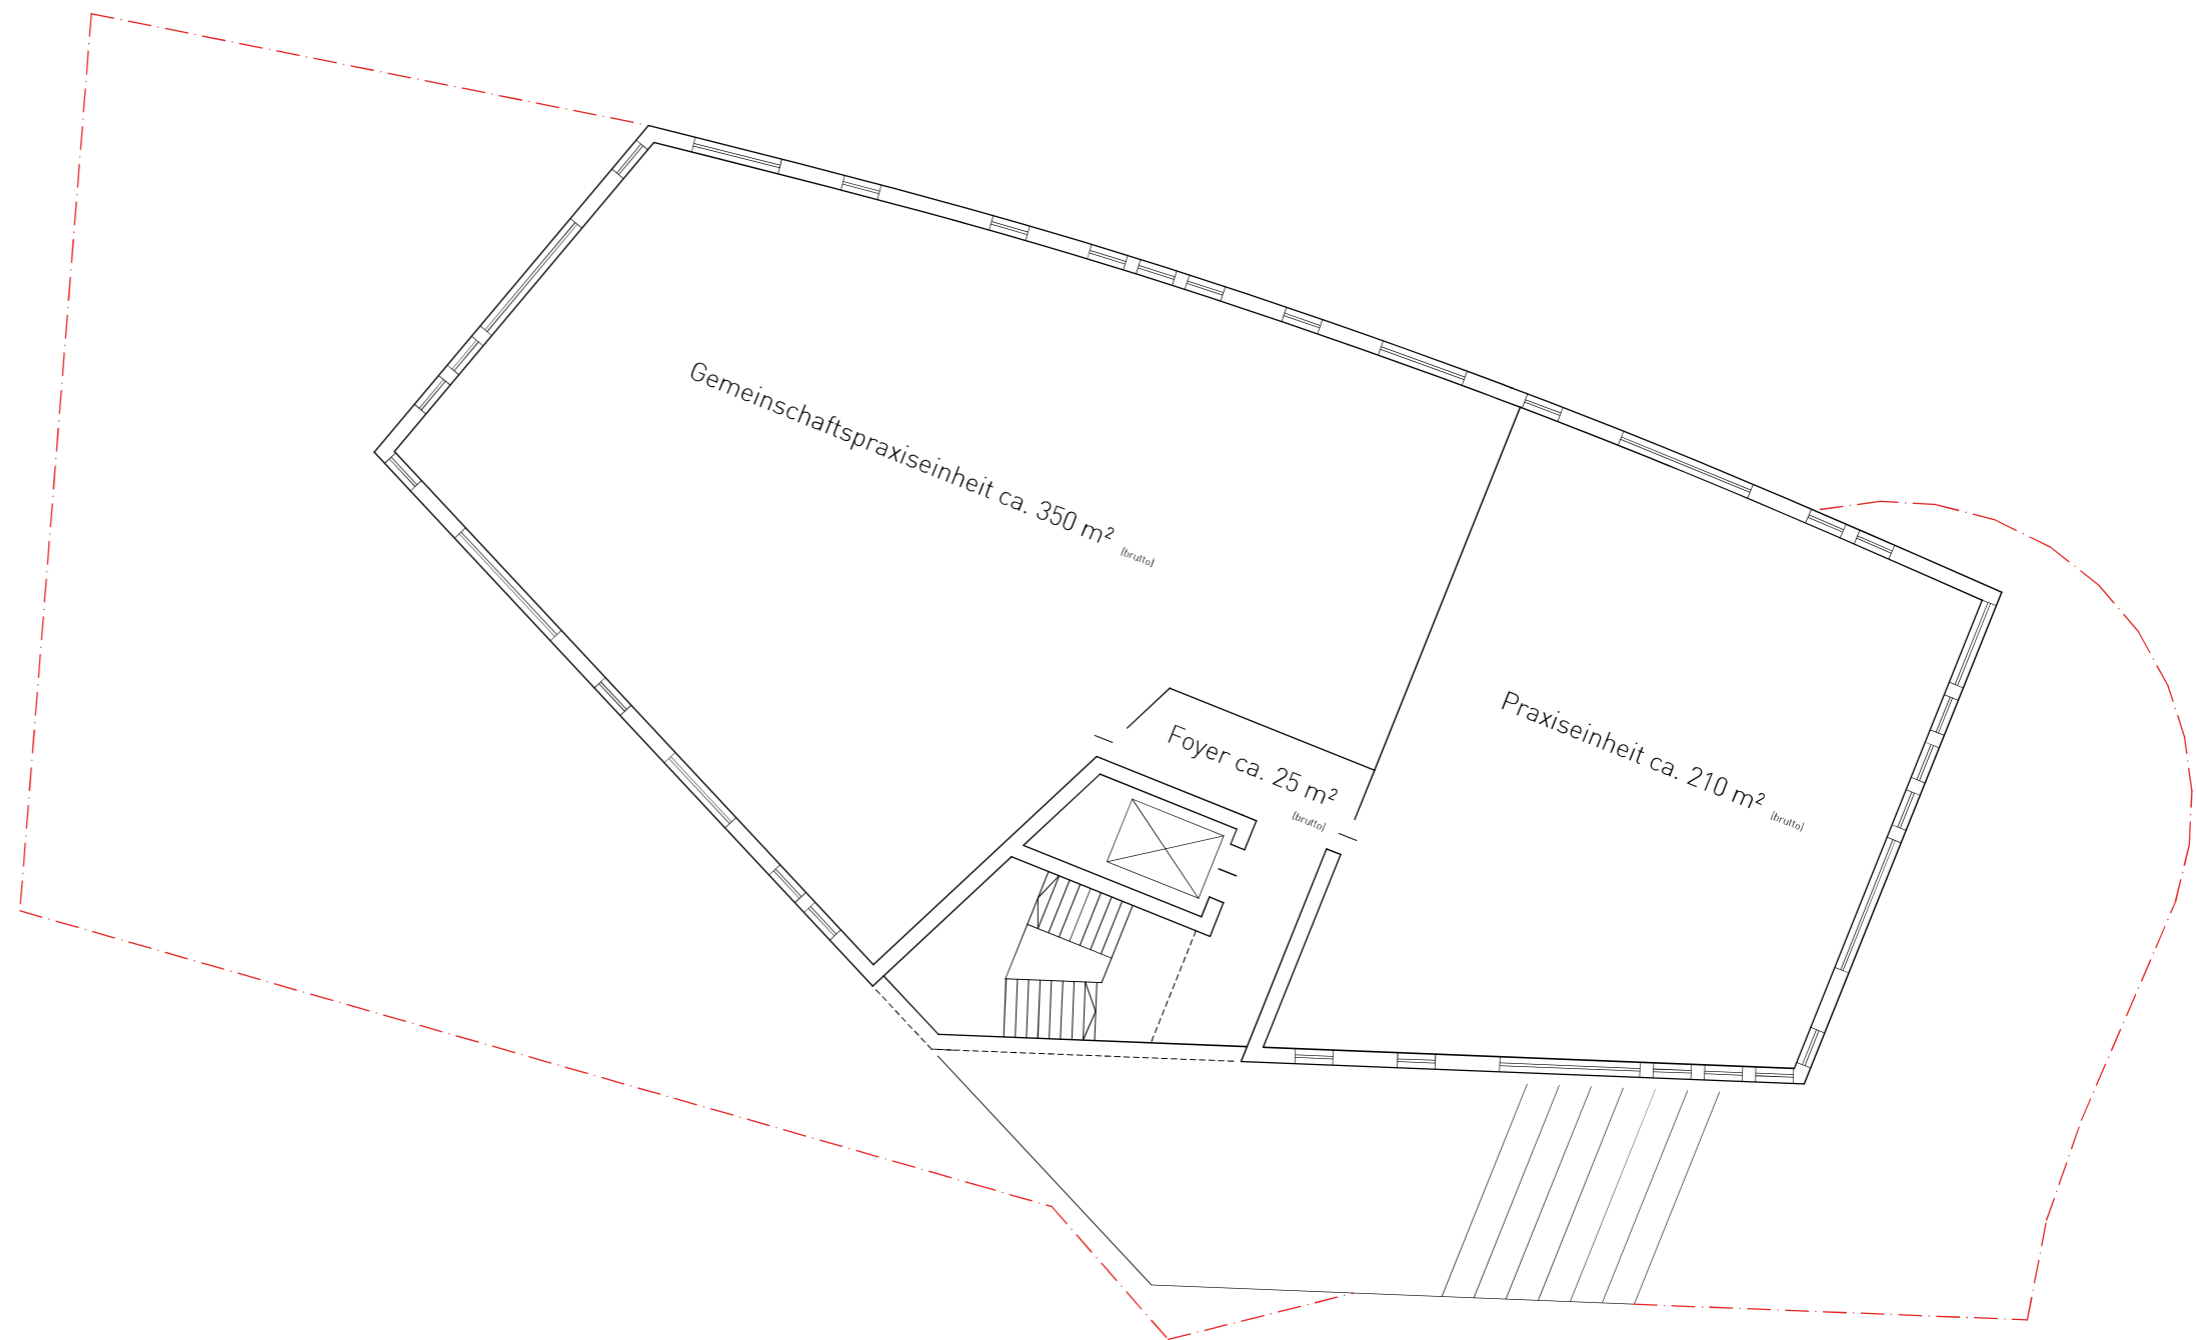 Gemeinschaftspraxiseinheit ca. 350 m² (brutto)
Foyer ca. 25 m²
(brutto)
Praxiseinheit ca. 210 m² (brutto)